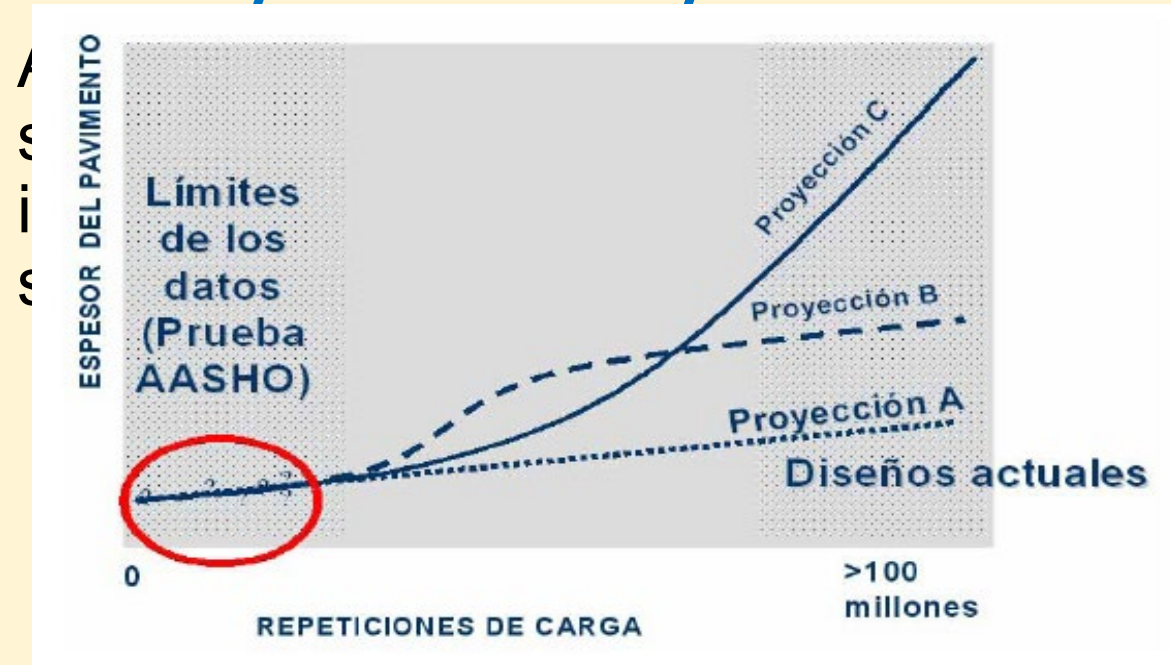 A
s
i
s
ESPESOR DEL PAVIMENTO
Límites
de los
datos
(Prueba
AASHO)
Proyección C
Proyección B
Proyección A
Diseños actuales
0
>100
millones
REPETICIONES DE CARGA